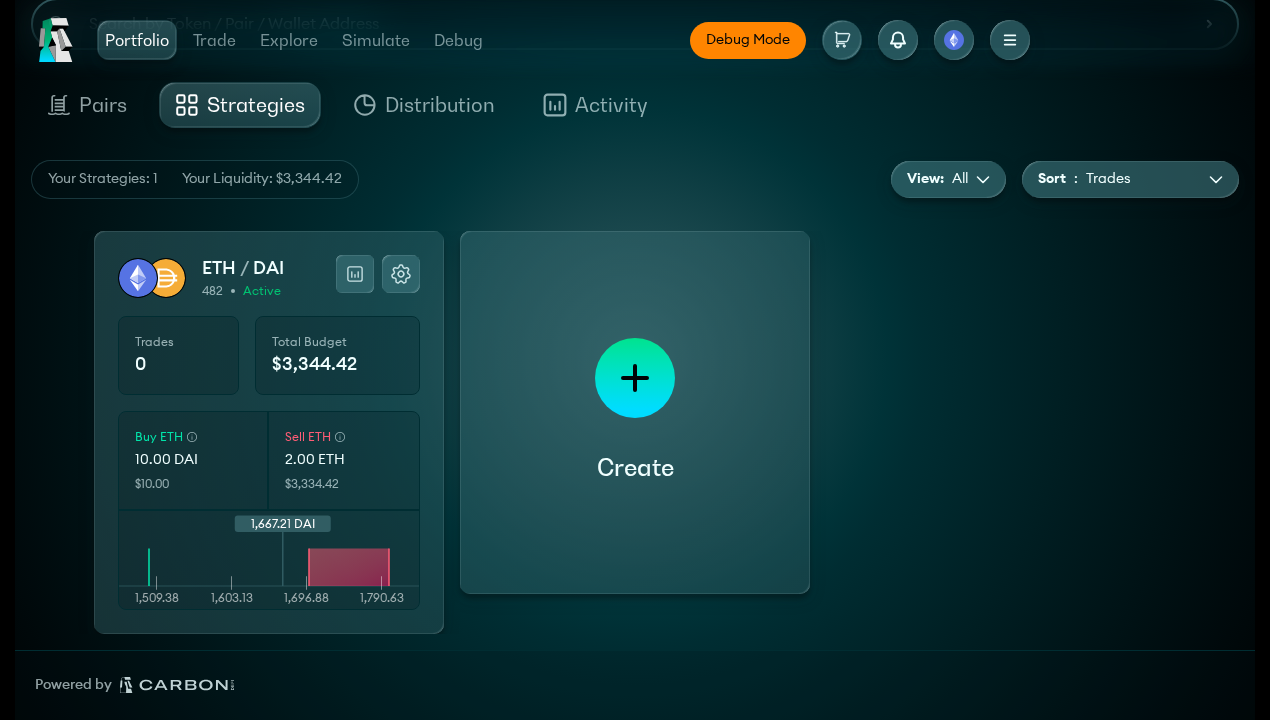 Search by Token / Pair / Wallet Address
Portfolio
Trade
Explore
Simulate
Debug
Debug Mode
Pairs
Strategies
Distribution
Activity
Your Strategies: 1
Your Liquidity: $3,344.42
View: All
Sort : Trades
ETH / DAI
482 • Active
Trades
0
Total Budget
$3,344.42
Buy ETH
10.00 DAI
$10.00
Sell ETH
2.00 ETH
$3,334.42
1,667.21 DAI
1,509.38
1,603.13
1,696.88
1,790.63
Create
Powered by
CARBON